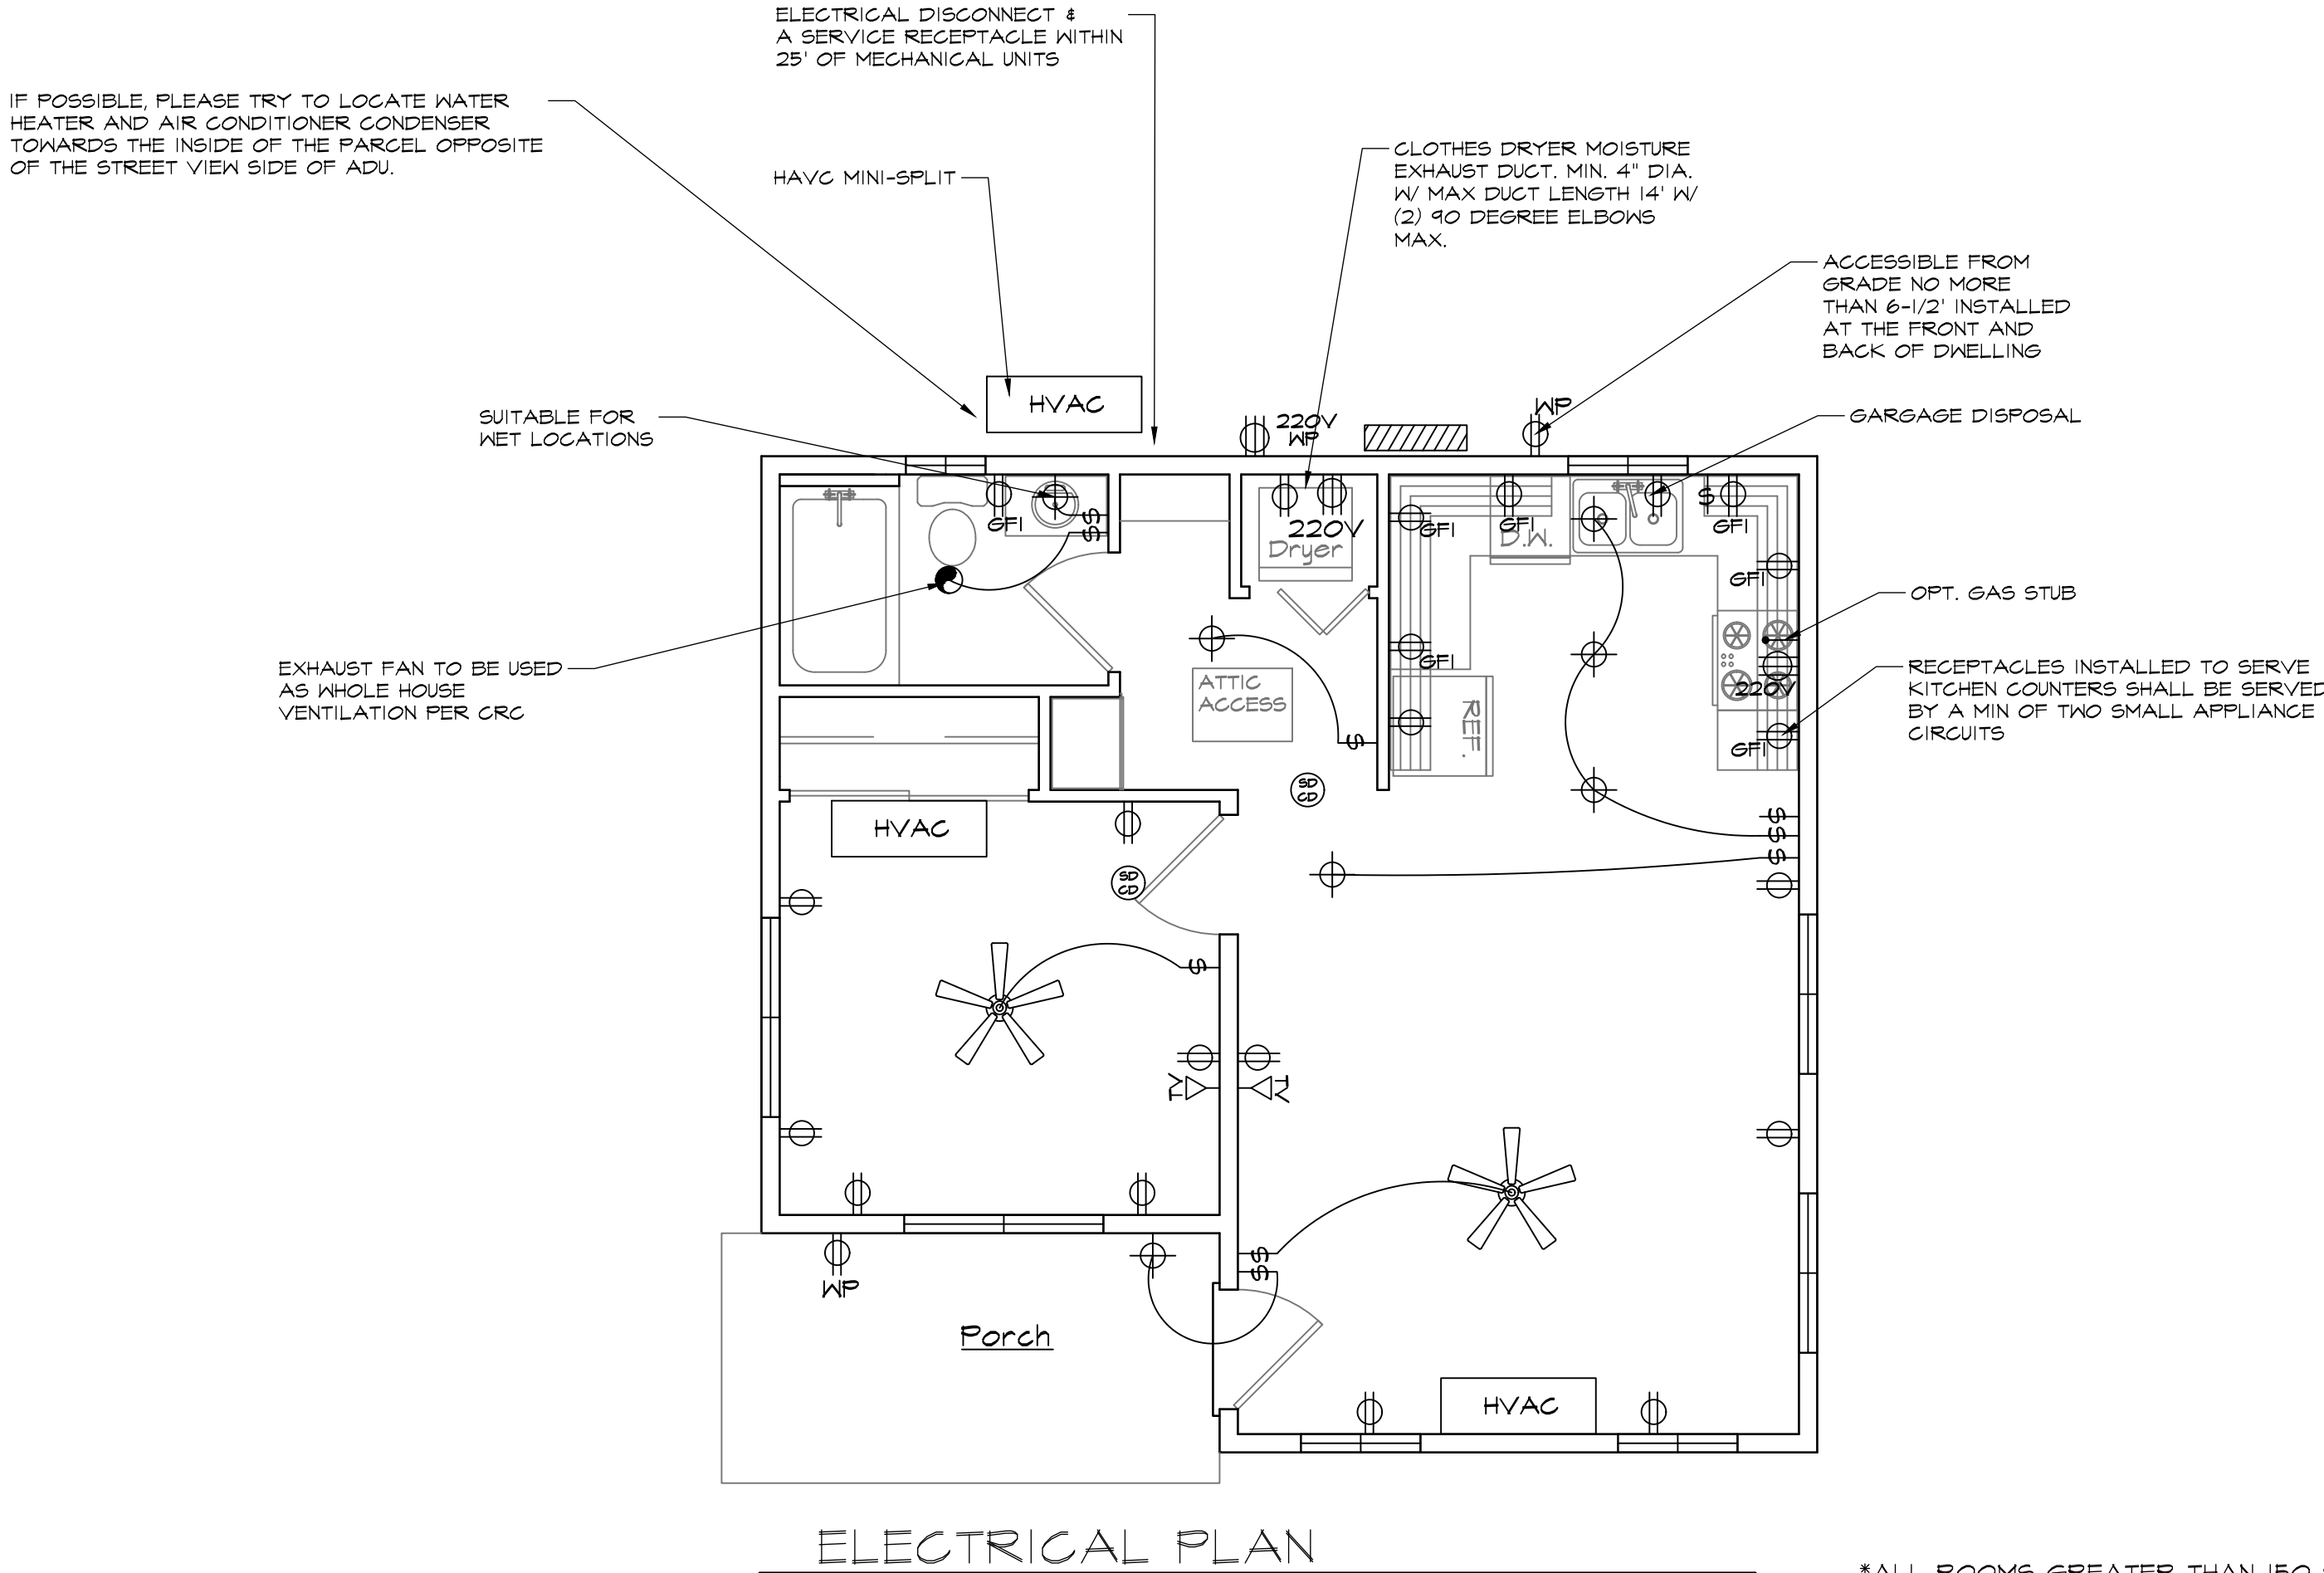 ELECTRICAL DISCONNECT &
A SERVICE RECEPTACLE WITHIN
25' OF MECHANICAL UNITS
IF POSSIBLE, PLEASE TRY TO LOCATE WATER
HEATER AND AIR CONDITIONER CONDENSER
TOWARDS THE INSIDE OF THE PARCEL OPPOSITE
OF THE STREET VIEW SIDE OF ADU.
HAVC MINI-SPLIT
CLOTHES DRYER MOISTURE
EXHAUST DUCT. MIN. 4" DIA.
W/ MAX DUCT LENGTH 14' W/
(2) 90 DEGREE ELBOWS
MAX.
ACCESSIBLE FROM
GRADE NO MORE
THAN 6-1/2' INSTALLED
AT THE FRONT AND
BACK OF DWELLING
HVAC
SUITABLE FOR
WET LOCATIONS
220V
WP
WP
GARGAGE DISPOSAL
GFI
S
S
220V
Dryer
GFI
GFI
D.W.
S
GFI
GFI
OPT. GAS STUB
EXHAUST FAN TO BE USED
AS WHOLE HOUSE
VENTILATION PER CRC
ATTIC
ACCESS
S
GFI
REF.
220V
GFI
RECEPTACLES INSTALLED TO SERVE
KITCHEN COUNTERS SHALL BE SERVED
BY A MIN OF TWO SMALL APPLIANCE
CIRCUITS
SD
CD
HVAC
S
S
S
SD
CD
S
TV
TV
S
S
WP
Porch
HVAC
ELECTRICAL PLAN
*ALL ROOMS GREATER THAN 150